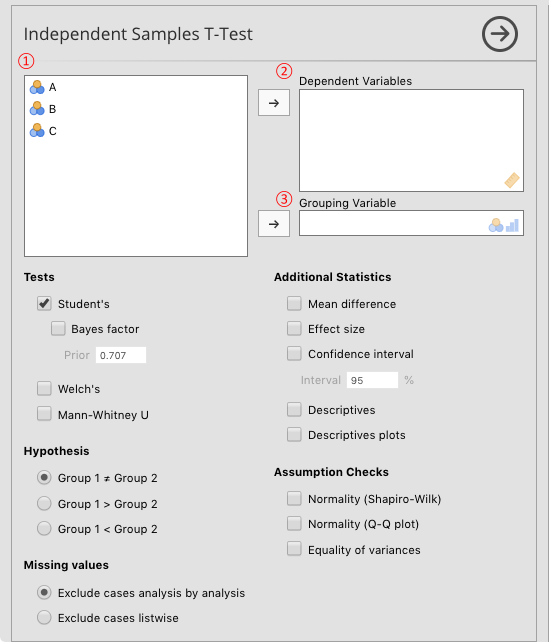 Independent Samples T-Test
①
②
A
B
C
Dependent Variables
③
Grouping Variable
Tests
Student's
Bayes factor
Prior 0.707
Welch's
Mann-Whitney U
Hypothesis
Group 1 ≠ Group 2
Group 1 > Group 2
Group 1 < Group 2
Missing values
Exclude cases analysis by analysis
Exclude cases listwise
Additional Statistics
Mean difference
Effect size
Confidence interval
Interval 95 %
Descriptives
Descriptives plots
Assumption Checks
Normality (Shapiro-Wilk)
Normality (Q-Q plot)
Equality of variances